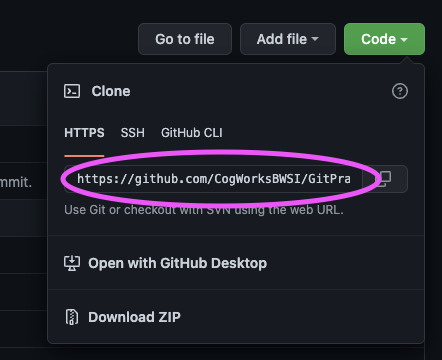 Go to file Add file Code
Clone
HTTPS SSH GitHub CLI
mmit.
https://github.com/CogWorksBWSI/GitPra
Use Git or checkout with SVN using the web URL.
Open with GitHub Desktop
Download ZIP